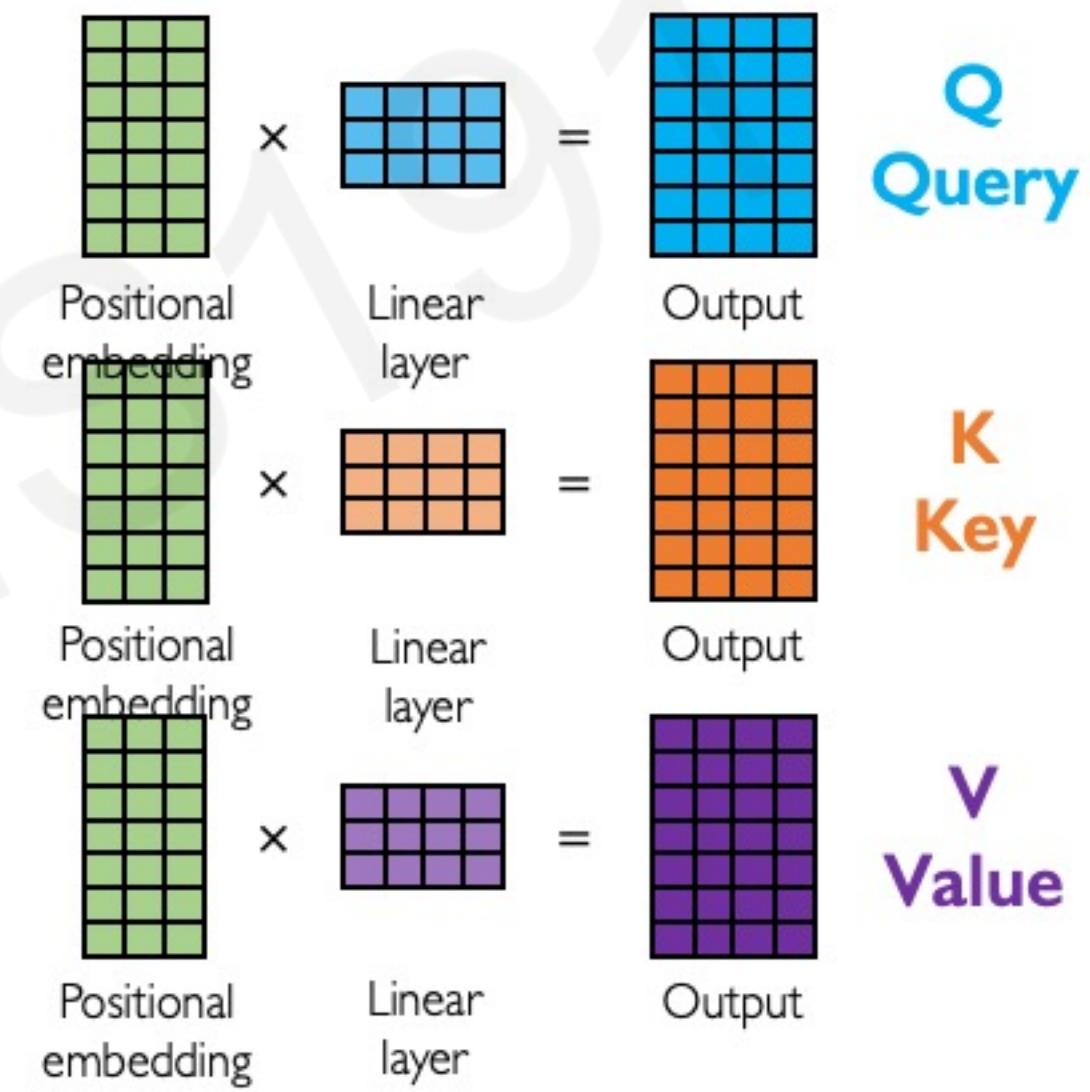 × = Q
Query
Positional Linear Output
embedding layer
× = K
Key
Positional Linear Output
embedding layer
× = V
Value
Positional Linear Output
embedding layer